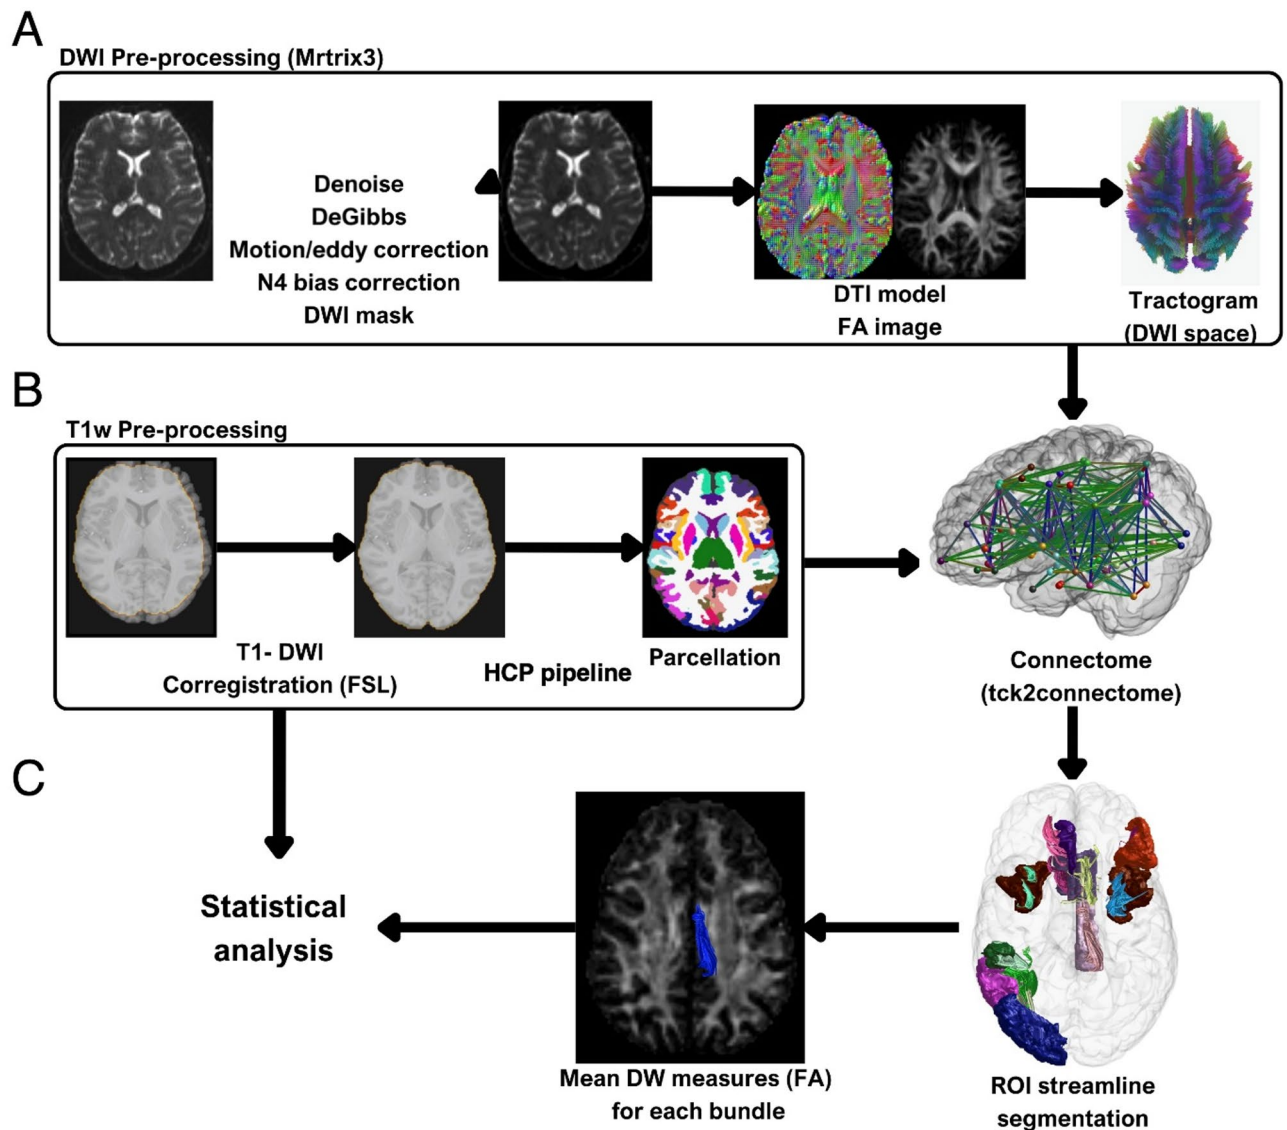 A
DWI Pre-processing (Mrtrix3)
Denoise
DeGibbs
Motion/eddy correction
N4 bias correction
DWI mask
DTI model
FA image
Tractogram
(DWI space)
B
T1w Pre-processing
T1- DWI
Corregistration (FSL)
HCP pipeline
Parcellation
Connectome
(tck2connectome)
C
Statistical
analysis
Mean DW measures (FA)
for each bundle
ROI streamline
segmentation